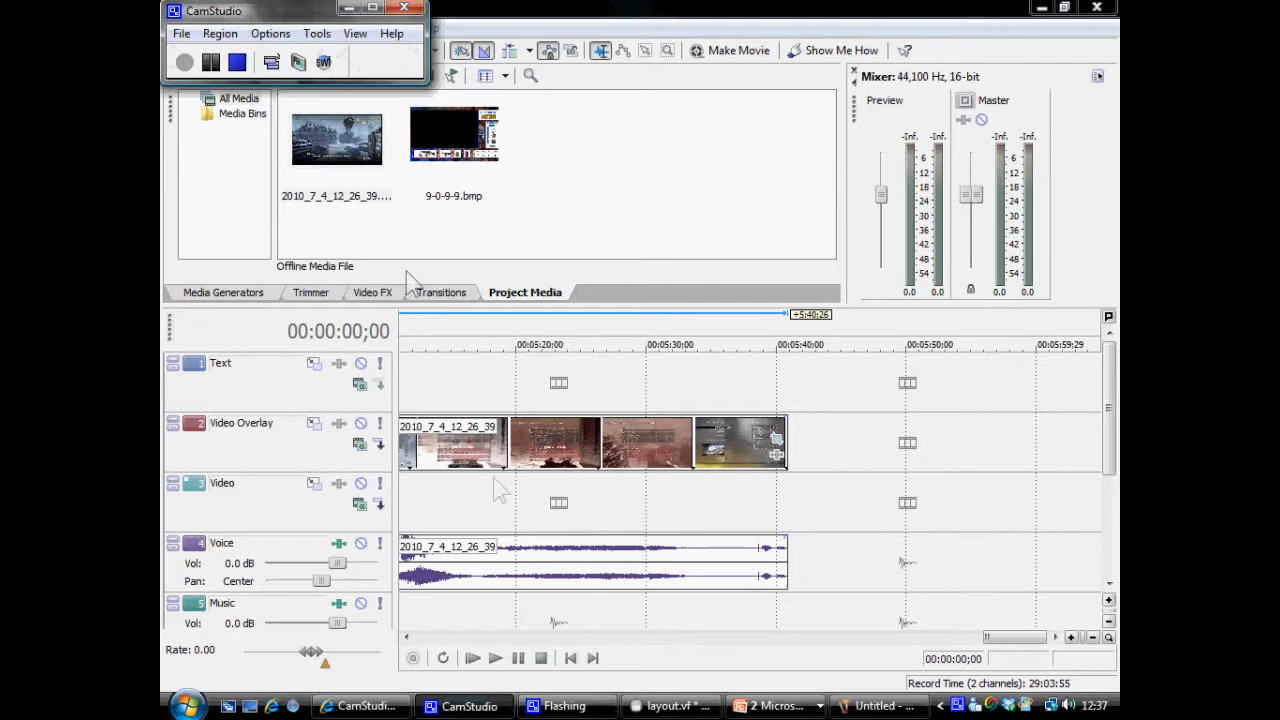 CamStudio
File Region Options Tools View Help
Make Movie Show Me How
All Media
Media Bins
2010_7_4_12_26_39....
9-0-9-9.bmp
Offline Media File
Media Generators Trimmer Video FX Transitions Project Media
Mixer: 44,100 Hz, 16-bit
Preview Master
-Inf. -Inf. -Inf. -Inf.
6 6
12 12
18 18
24 24
30 30
36 36
42 42
48 48
54 54
0.0 0.0 0.0 0.0
+5:40;26
00:00:00;00
00:05:20;00 00:05:30;00 00:05:40;00 00:05:50;00 00:05:59;29
1 Text
2 Video Overlay
2010_7_4_12_26_39
3 Video
4 Voice
2010_7_4_12_26_39
Vol: 0.0 dB
Pan: Center
5 Music
Vol: 0.0 dB
Rate: 0.00
00:00:00;00
Record Time (2 channels): 29:03:55
CamStudi... CamStudio Flashing layout.vf * ... 2 Micros... Untitled - ... 12:37